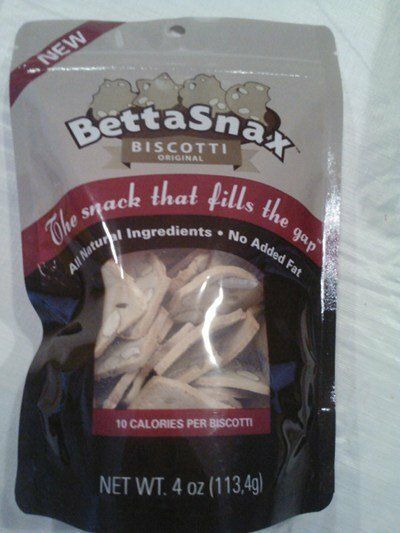 NEW
BettaSnax
BISCOTTI
ORIGINAL
The snack that fills the gap™
All Natural Ingredients • No Added Fat
10 CALORIES PER BISCOTTI
NET WT. 4 oz (113,4g)